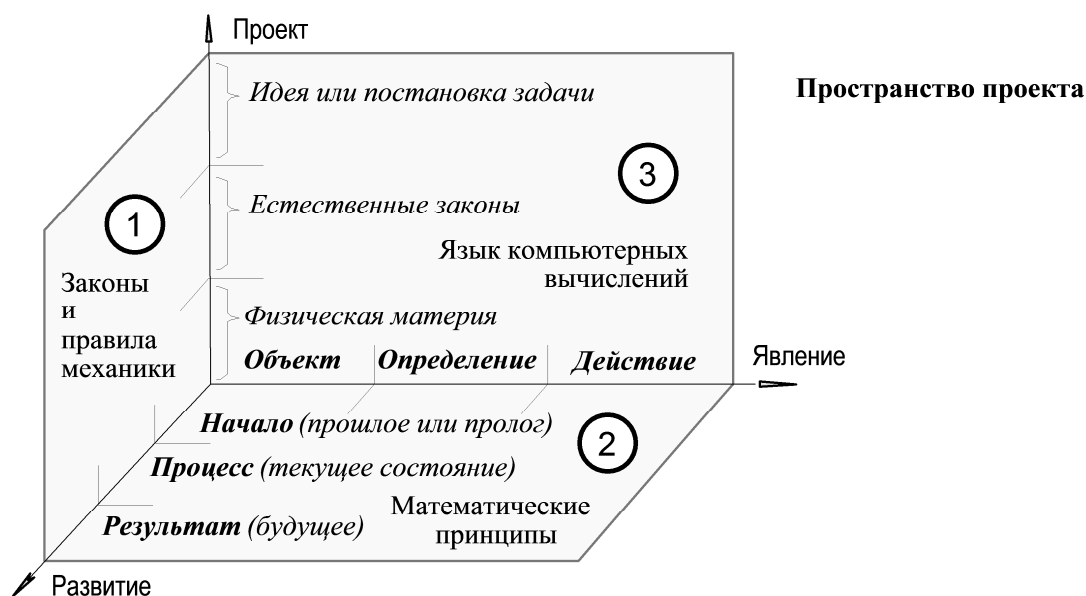 Проект
Идея или постановка задачи
Пространство проекта
3
Естественные законы
1
Язык компьютерных
вычислений
Законы
и
правила
механики
Физическая материя
Объект Определение Действие
Явление
Начало (прошлое или пролог)
2
Процесс (текущее состояние)
Математические
принципы
Результат (будущее)
Развитие